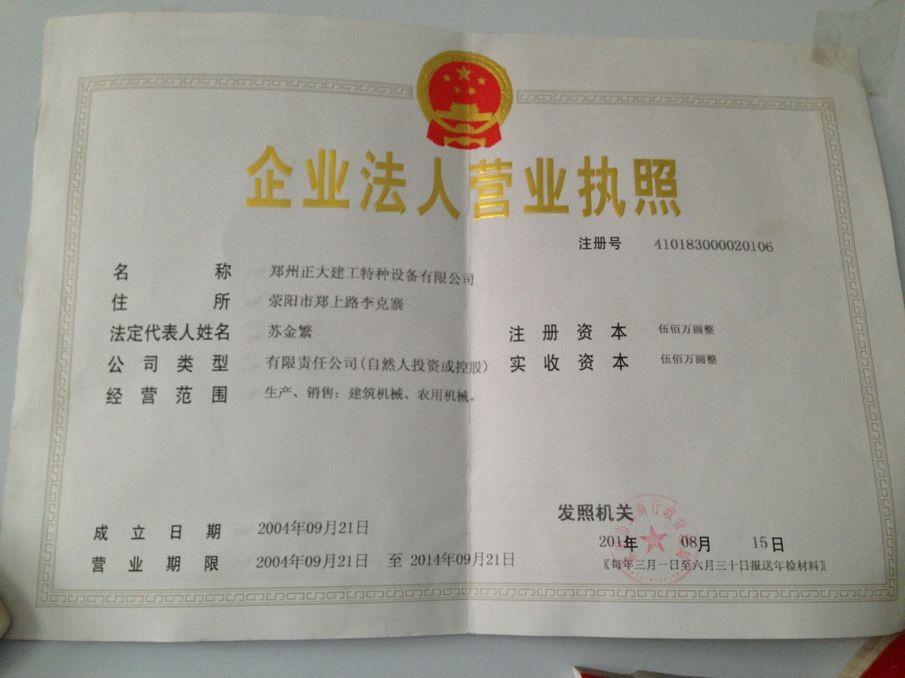 企业法人营业执照
注册号 410183000020106
名称 郑州正大建工特种设备有限公司
住所 荥阳市郑上路李克寨
法定代表人姓名 苏金繁
注册资本 伍佰万圆整
公司类型 有限责任公司(自然人投资或控股)
实收资本 伍佰万圆整
经营范围 生产、销售：建筑机械、农用机械。
发照机关
成立日期 2004年09月21日
年 08月 15日
营业期限 2004年09月21日 至 2014年09月21日
〖每年三月一日至六月三十日报送年检材料〗